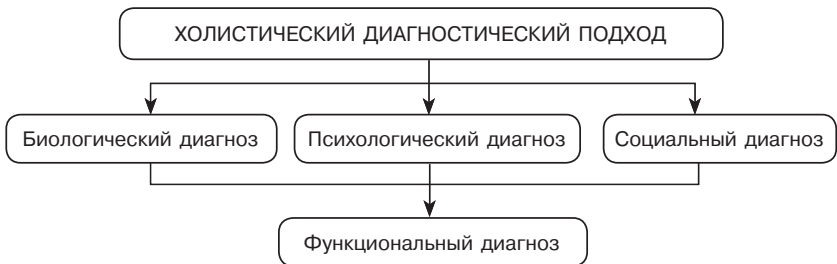 ХОЛИСТИЧЕСКИЙ ДИАГНОСТИЧЕСКИЙ ПОДХОД
Биологический диагноз
Психологический диагноз
Социальный диагноз
Функциональный диагноз